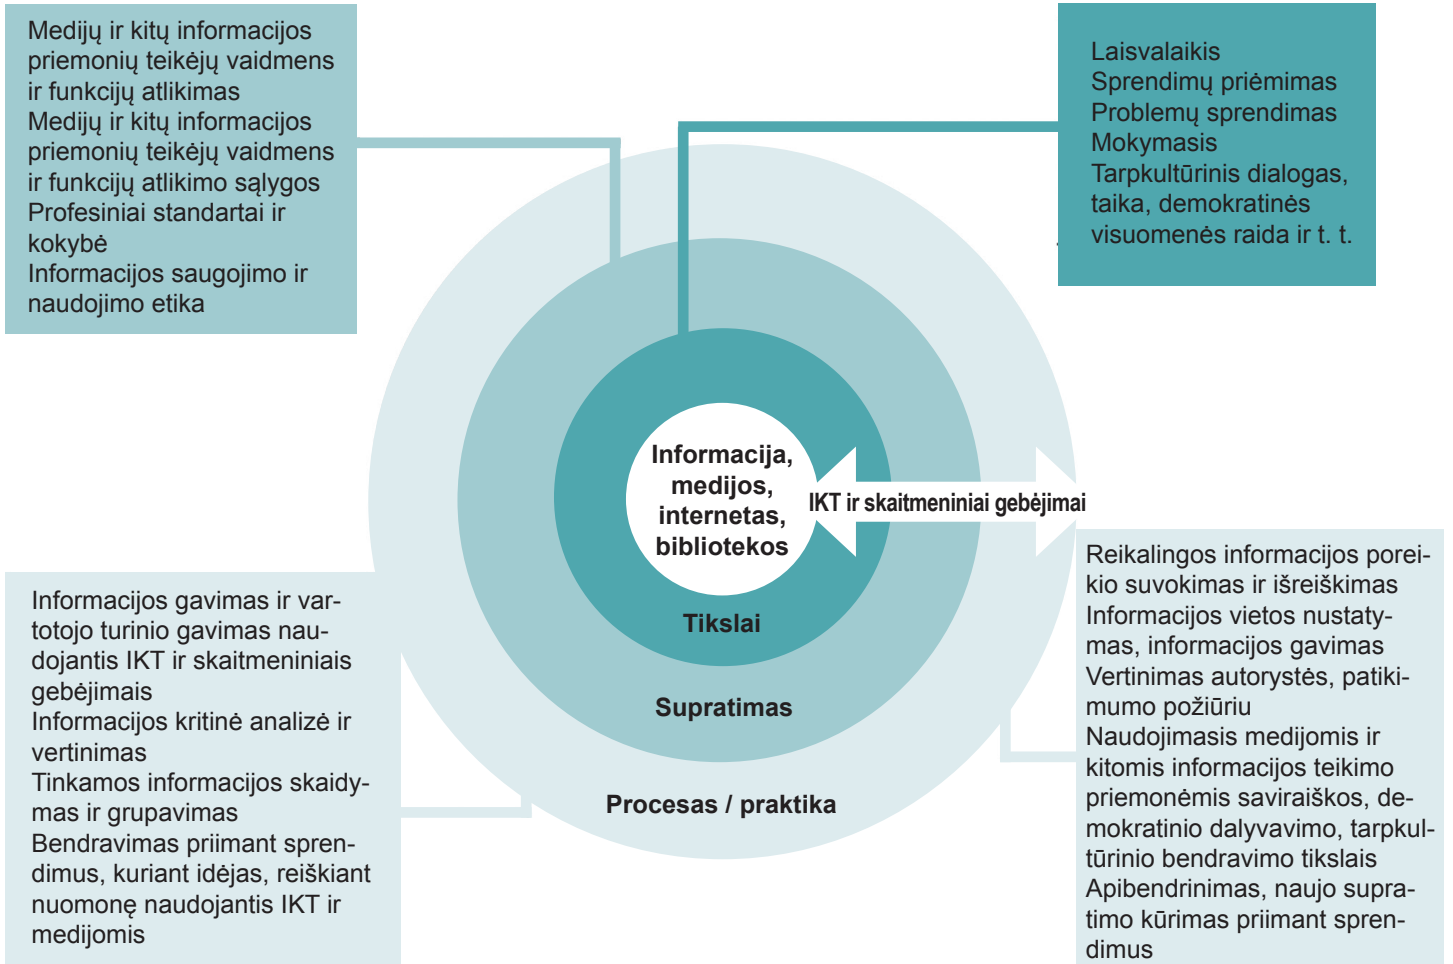 Medijų ir kitų informacijos
priemonių teikėjų vaidmens
ir funkcijų atlikimas
Medijų ir kitų informacijos
priemonių teikėjų vaidmens
ir funkcijų atlikimo sąlygos
Profesiniai standartai ir
kokybė
Informacijos saugojimo ir
naudojimo etika
Laisvalaikis
Sprendimų priėmimas
Problemų sprendimas
Mokymasis
Tarpkultūrinis dialogas,
taika, demokratinės
visuomenės raida ir t. t.
Informacija,
medijos,
internetas,
bibliotekos
IKT ir skaitmeniniai gebėjimai
Tikslai
Supratimas
Procesas / praktika
Informacijos gavimas ir var-
totojo turinio gavimas nau-
dojantis IKT ir skaitmeniniais
gebėjimais
Informacijos kritinė analizė ir
vertinimas
Tinkamos informacijos skaidy-
mas ir grupavimas
Bendravimas priimant spren-
dimus, kuriant idėjas, reiškiant
nuomonę naudojantis IKT ir
medijomis
Reikalingos informacijos porei-
kio suvokimas ir išreiškimas
Informacijos vietos nustaty-
mas, informacijos gavimas
Vertinimas autorystės, patiki-
mumo požiūriu
Naudojimasis medijomis ir
kitomis informacijos teikimo
priemonėmis saviraiškos, de-
mokratinio dalyvavimo, tarpkul-
tūrinio bendravimo tikslais
Apibendrinimas, naujo supra-
timo kūrimas priimant spren-
dimus